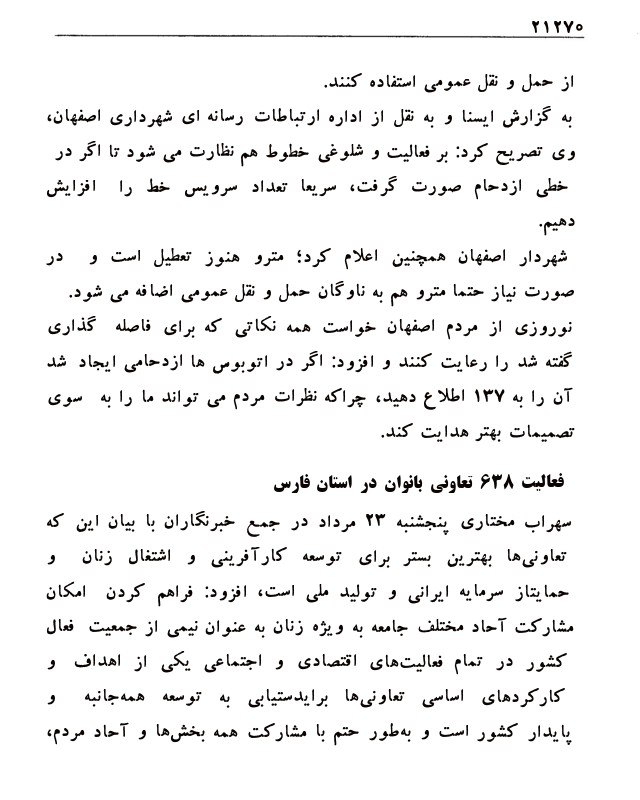 ۲۱۲۷۰
از حمل و نقل عمومی استفاده کنند.
به گزارش ایسنا و به نقل از اداره ارتباطات رسانه ای شهرداری اصفهان،
وی تصریح کرد: بر فعالیت و شلوغی خطوط هم نظارت می شود تا اگر در
خطی ازدحام صورت گرفت، سریعا تعداد سرویس خط را افزایش
دهیم.
شهردار اصفهان همچنین اعلام کرد؛ مترو هنوز تعطیل است و در
صورت نیاز حتما مترو هم به ناوگان حمل و نقل عمومی اضافه می شود.
نوروزی از مردم اصفهان خواست همه نکاتی که برای فاصله گذاری
گفته شد را رعایت کنند و افزود: اگر در اتوبوس ها ازدحامی ایجاد شد
آن را به ۱۳۷ اطلاع دهید، چراکه نظرات مردم می تواند ما را به سوی
تصمیمات بهتر هدایت کند.
فعالیت ۶۳۸ تعاونی بانوان در استان فارس
سهراب مختاری پنجشنبه ۲۳ مرداد در جمع خبرنگاران با بیان این که
تعاونی‌ها بهترین بستر برای توسعه کارآفرینی و اشتغال زنان و
حمایتاز سرمایه ایرانی و تولید ملی است، افزود: فراهم کردن امکان
مشارکت آحاد مختلف جامعه به ویژه زنان به عنوان نیمی از جمعیت فعال
کشور در تمام فعالیت‌های اقتصادی و اجتماعی یکی از اهداف و
کارکردهای اساسی تعاونی‌ها برایدستیابی به توسعه همه‌جانبه و
پایدار کشور است و به‌طور حتم با مشارکت همه بخش‌ها و آحاد مردم،